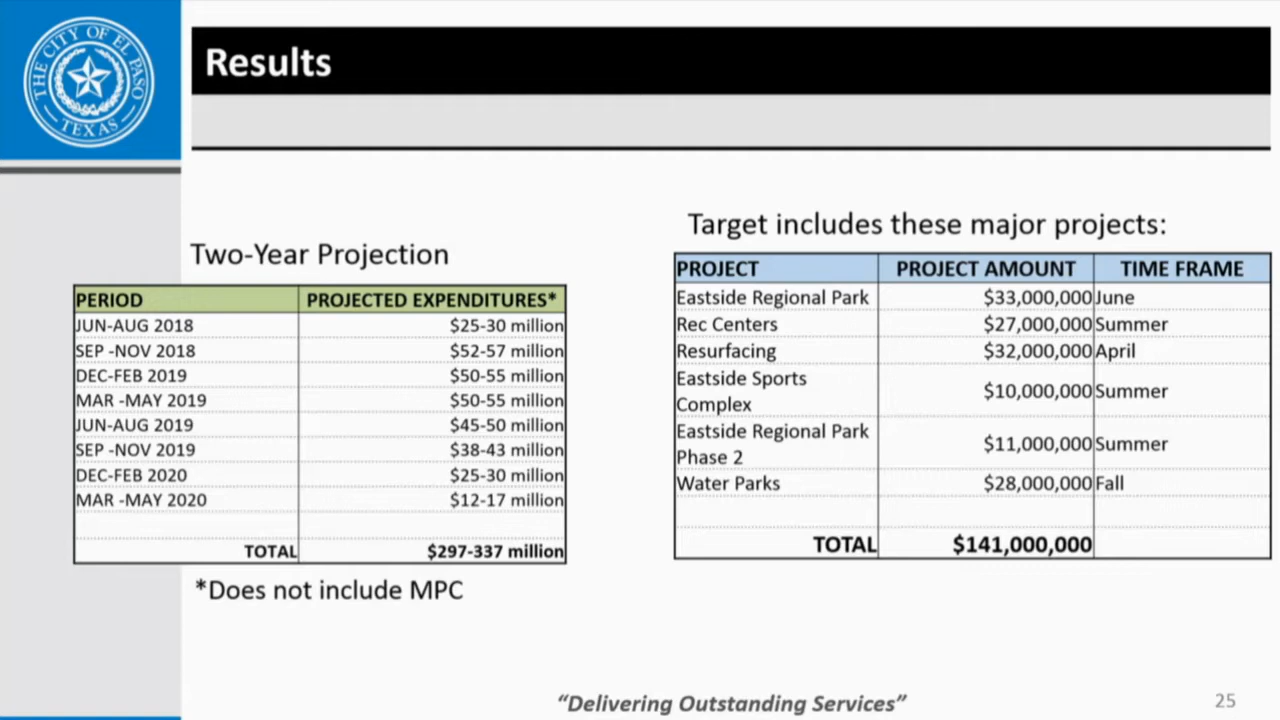 THE CITY OF EL PASO
TEXAS
Results
Two-Year Projection
PERIOD PROJECTED EXPENDITURES*
JUN-AUG 2018 $25-30 million
SEP -NOV 2018 $52-57 million
DEC-FEB 2019 $50-55 million
MAR -MAY 2019 $50-55 million
JUN-AUG 2019 $45-50 million
SEP -NOV 2019 $38-43 million
DEC-FEB 2020 $25-30 million
MAR -MAY 2020 $12-17 million
TOTAL $297-337 million
*Does not include MPC
Target includes these major projects:
PROJECT PROJECT AMOUNT TIME FRAME
Eastside Regional Park $33,000,000 June
Rec Centers $27,000,000 Summer
Resurfacing $32,000,000 April
Eastside Sports
Complex $10,000,000 Summer
Eastside Regional Park
Phase 2 $11,000,000 Summer
Water Parks $28,000,000 Fall
TOTAL $141,000,000
“Delivering Outstanding Services”
25